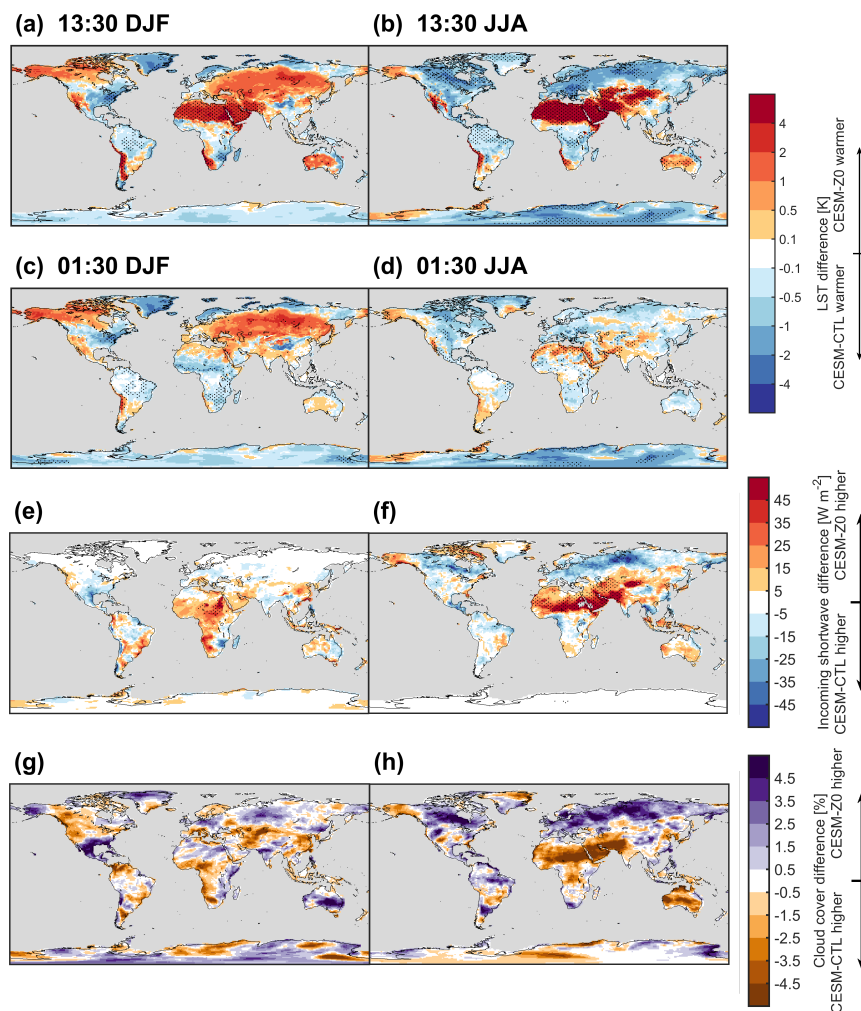 (a) 13:30 DJF
(b) 13:30 JJA
4
2
1
0.5
0.1
-0.1
-0.5
-1
-2
-4
LST difference [K]
CESM-CTL warmer CESM-Z0 warmer
(c) 01:30 DJF
(d) 01:30 JJA
(e)
(f)
45
35
25
15
5
-5
-15
-25
-35
-45
Incoming shortwave difference [W m-2]
CESM-CTL higher CESM-Z0 higher
(g)
(h)
4.5
3.5
2.5
1.5
0.5
-0.5
-1.5
-2.5
-3.5
-4.5
Cloud cover difference [%]
CESM-CTL higher CESM-Z0 higher